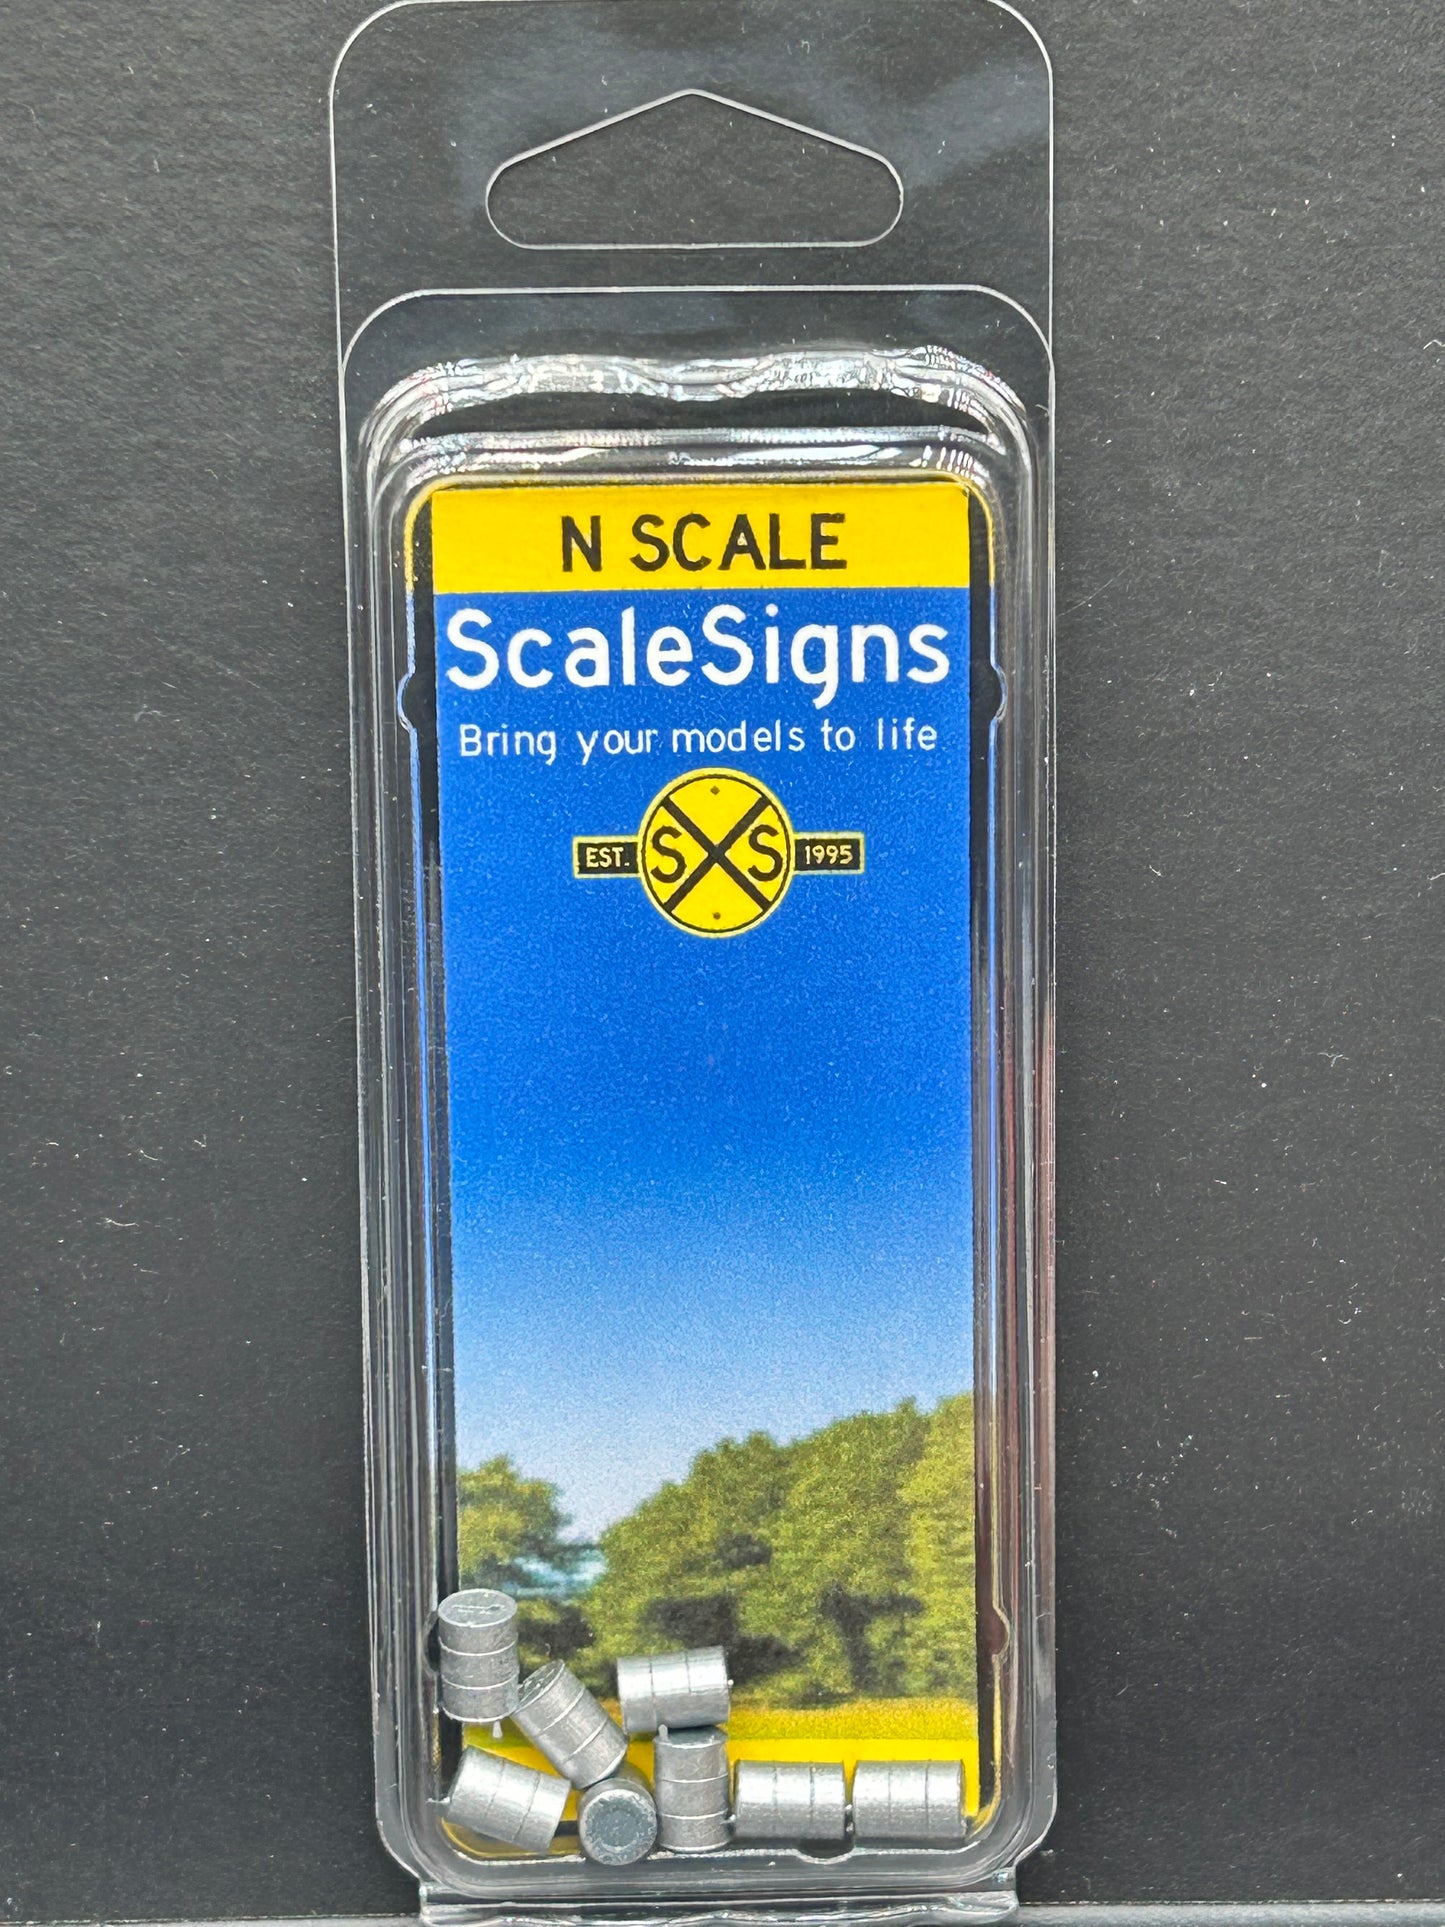 N SCALE
ScaleSigns
Bring your models to life
EST. S S 1995